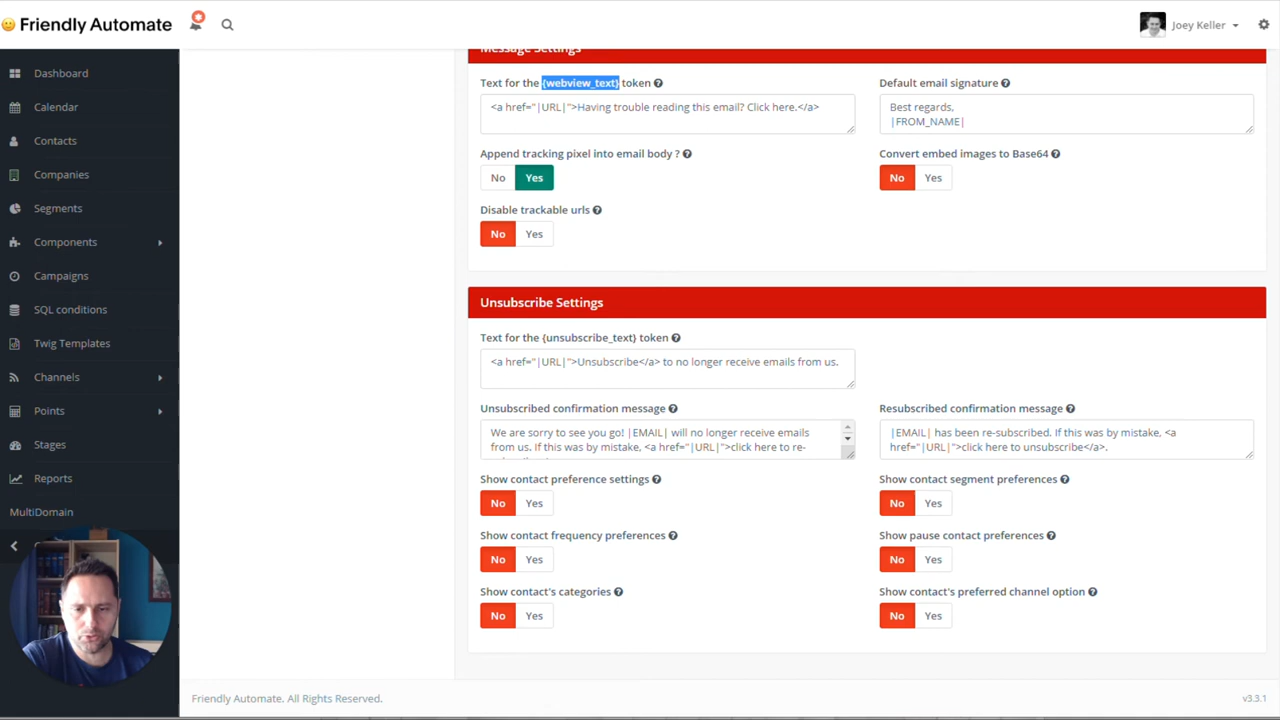 Friendly Automate
Joey Keller
Dashboard
Calendar
Contacts
Companies
Segments
Components
Campaigns
SQL conditions
Twig Templates
Channels
Points
Stages
Reports
MultiDomain
Message Settings
Text for the {webview_text} token
<a href="|URL|">Having trouble reading this email? Click here.</a>
Default email signature
Best regards,
|FROM_NAME|
Append tracking pixel into email body ?
No Yes
Convert embed images to Base64
No Yes
Disable trackable urls
No Yes
Unsubscribe Settings
Text for the {unsubscribe_text} token
<a href="|URL|">Unsubscribe</a> to no longer receive emails from us.
Unsubscribed confirmation message
We are sorry to see you go! |EMAIL| will no longer receive emails
from us. If this was by mistake, <a href="|URL|">click here to re-
Resubscribed confirmation message
|EMAIL| has been re-subscribed. If this was by mistake, <a
href="|URL|">click here to unsubscribe</a>.
Show contact preference settings
No Yes
Show contact segment preferences
No Yes
Show contact frequency preferences
No Yes
Show pause contact preferences
No Yes
Show contact's categories
No Yes
Show contact's preferred channel option
No Yes
Friendly Automate. All Rights Reserved.
v3.3.1